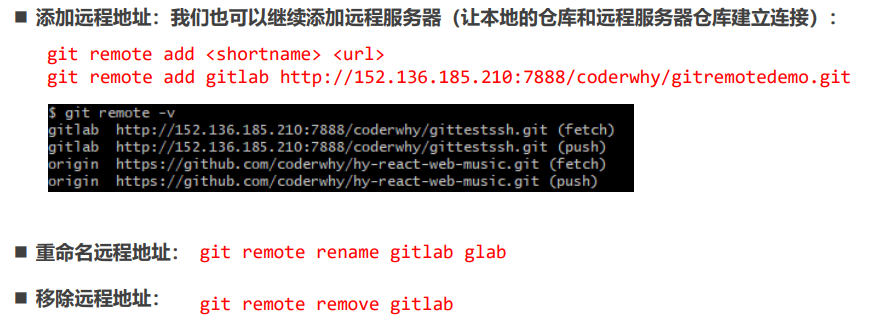 ■ 添加远程地址：我们也可以继续添加远程服务器（让本地的仓库和远程服务器仓库建立连接）：
git remote add <shortname> <url>
git remote add gitlab http://152.136.185.210:7888/coderwhy/gitremotedemo.git
$ git remote -v
gitlab  http://152.136.185.210:7888/coderwhy/gittestssh.git (fetch)
gitlab  http://152.136.185.210:7888/coderwhy/gittestssh.git (push)
origin  https://github.com/coderwhy/hy-react-web-music.git (fetch)
origin  https://github.com/coderwhy/hy-react-web-music.git (push)
■ 重命名远程地址： git remote rename gitlab glab
■ 移除远程地址： git remote remove gitlab